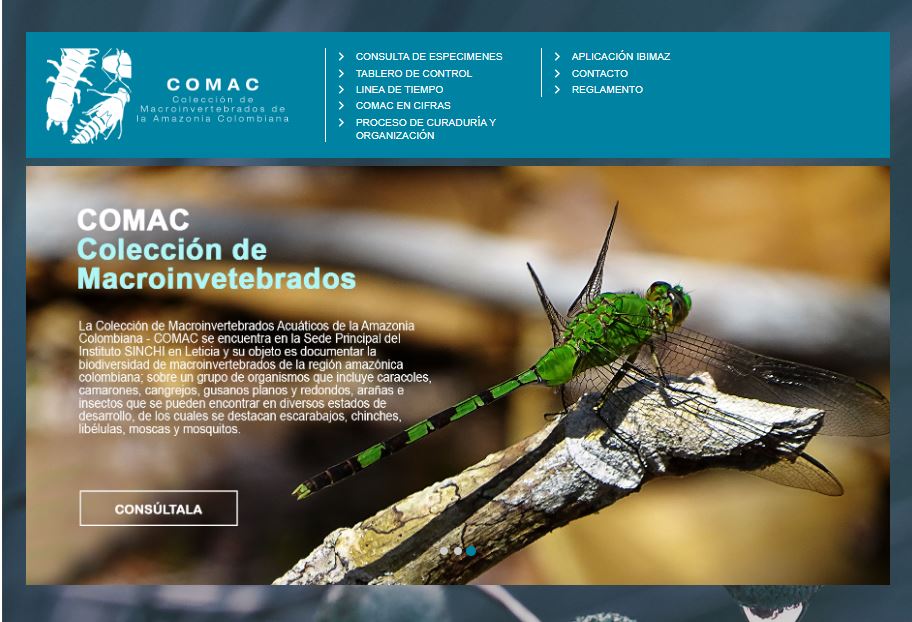 COMAC
Colección de
Macroinvertebrados de
la Amazonia Colombiana
CONSULTA DE ESPECIMENES
TABLERO DE CONTROL
LINEA DE TIEMPO
COMAC EN CIFRAS
PROCESO DE CURADURÍA Y
ORGANIZACIÓN
APLICACIÓN IBIMAZ
CONTACTO
REGLAMENTO
COMAC
Colección de
Macroinvetebrados
La Colección de Macroinvertebrados Acuáticos de la Amazonia
Colombiana - COMAC se encuentra en la Sede Principal del
Instituto SINCHI en Leticia y su objeto es documentar la
biodiversidad de macroinvertebrados de la región amazónica
colombiana; sobre un grupo de organismos que incluye caracoles,
camarones, cangrejos, gusanos planos y redondos, arañas e
insectos que se pueden encontrar en diversos estados de
desarrollo, de los cuales se destacan escarabajos, chinches,
libélulas, moscas y mosquitos.
CONSÚLTALA